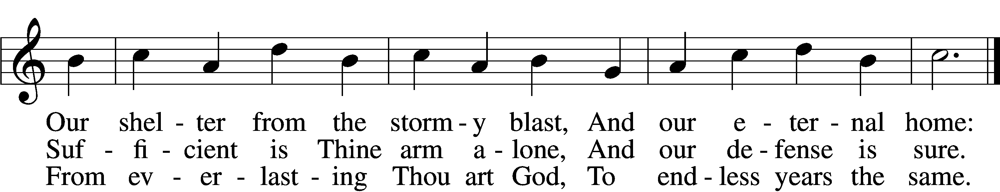 Our shel - ter from the storm - y blast, And our e - ter - nal home:
Suf - fi - cient is Thine arm a - lone, And our de - fense is sure.
From ev - er - last - ing Thou art God, To end - less years the same.